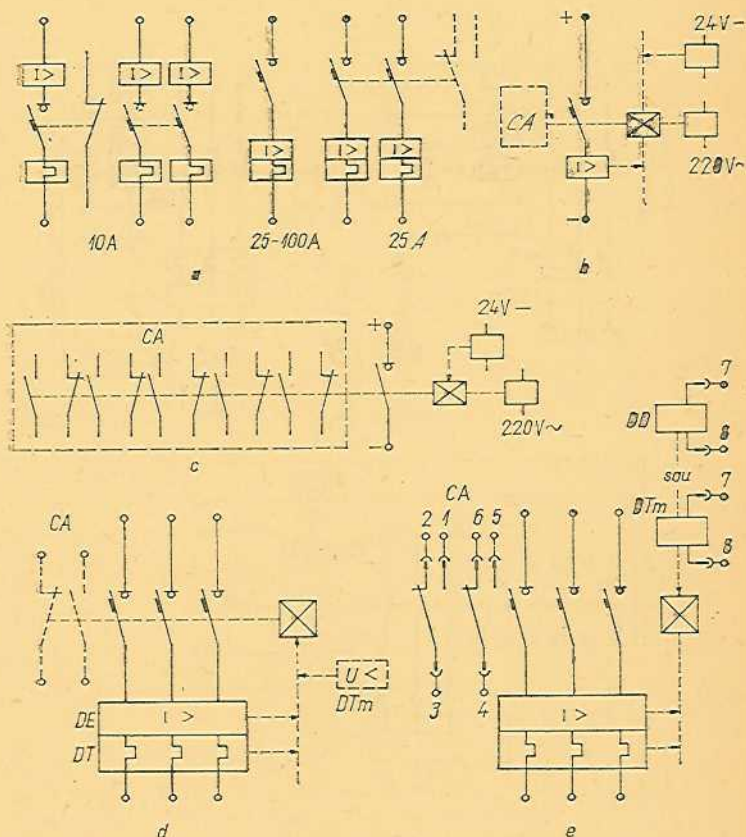 I> I> I>
10A
I> I> I>
25-100A 25A
a
+
24V-
CA
I>
220V~
-
b
CA
+
24V-
220V~
-
c
7
DD
8
sau
7
DTm
8
CA
U<
DTm
DE I>
DT
d
CA
2 1 6 5
3 4
I>
e